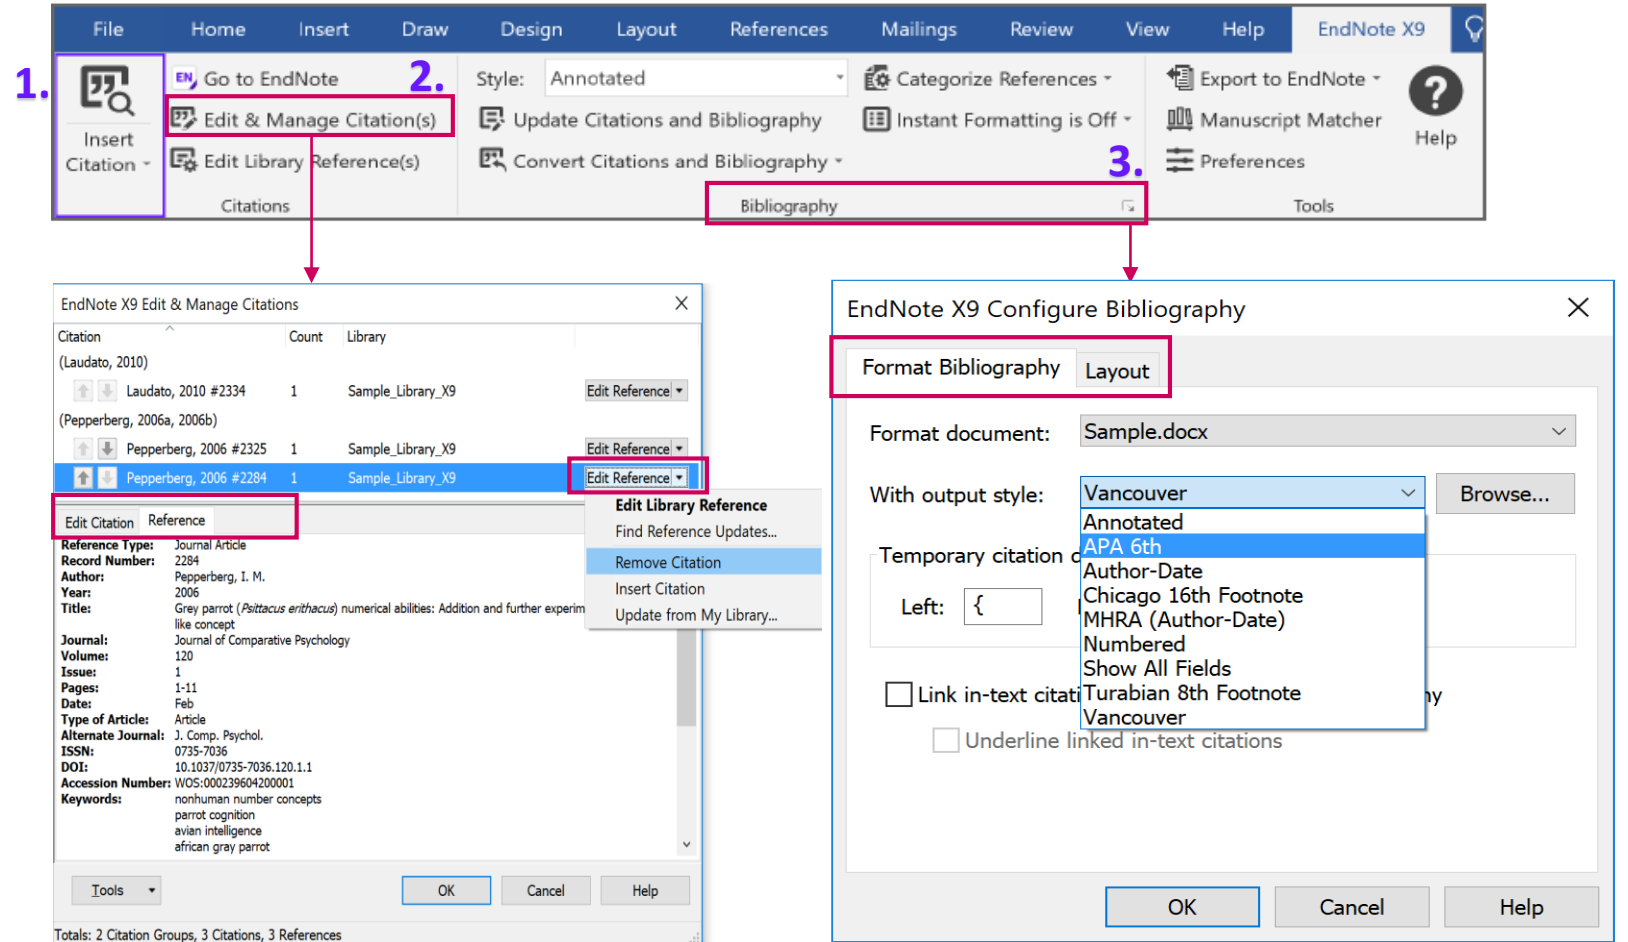 File Home Insert Draw Design Layout References Mailings Review View Help EndNote X9
1.
Insert
Citation
EN Go to EndNote
2.
Edit & Manage Citation(s)
Edit Library Reference(s)
Citations
Style: Annotated
Update Citations and Bibliography
Convert Citations and Bibliography
Categorize References
Instant Formatting is Off
3.
Bibliography
Export to EndNote
Manuscript Matcher
Preferences
Tools
?
Help
EndNote X9 Edit & Manage Citations
Citation Count Library
(Laudato, 2010)
Laudato, 2010 #2334 1 Sample_Library_X9 Edit Reference
(Pepperberg, 2006a, 2006b)
Pepperberg, 2006 #2325 1 Sample_Library_X9 Edit Reference
Pepperberg, 2006 #2284 1 Sample_Library_X9 Edit Reference
Edit Library Reference
Find Reference Updates...
Remove Citation
Insert Citation
Update from My Library...
Edit Citation Reference
Reference Type: Journal Article
Record Number: 2284
Author: Pepperberg, I. M.
Year: 2006
Title: Grey parrot (Psittacus erithacus) numerical abilities: Addition and further experim
like concept
Journal: Journal of Comparative Psychology
Volume: 120
Issue: 1
Pages: 1-11
Date: Feb
Type of Article: Article
Alternate Journal: J. Comp. Psychol.
ISSN: 0735-7036
DOI: 10.1037/0735-7036.120.1.1
Accession Number: WOS:000239604200001
Keywords: nonhuman number concepts
parrot cognition
avian intelligence
african gray parrot
Tools OK Cancel Help
Totals: 2 Citation Groups, 3 Citations, 3 References
EndNote X9 Configure Bibliography
Format Bibliography Layout
Format document: Sample.docx
With output style: Vancouver Browse...
Annotated
APA 6th
Author-Date
Chicago 16th Footnote
MHRA (Author-Date)
Numbered
Show All Fields
Turabian 8th Footnote
Vancouver
Temporary citation
Left: {
Link in-text citati ny
Underline linked in-text citations
OK Cancel Help